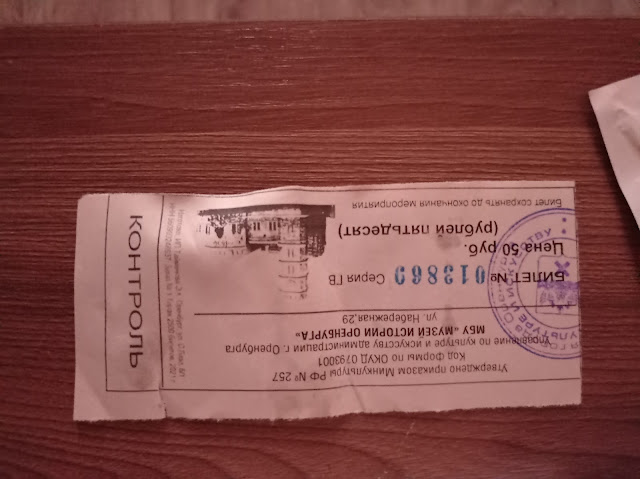 Утверждено приказом Минкультуры РФ № 257
Код формы по ОКУД 0793001
Управление по культуре и искусству администрации г. Оренбурга
МБУ «МУЗЕЙ ИСТОРИИ ОРЕНБУРГА»
ул. Набережная,29
БИЛЕТ № 013869 Серия ГВ
Цена 50 руб.
(рублей пятьдесят)
Билет сохранять до окончания мероприятия
КОНТРОЛЬ